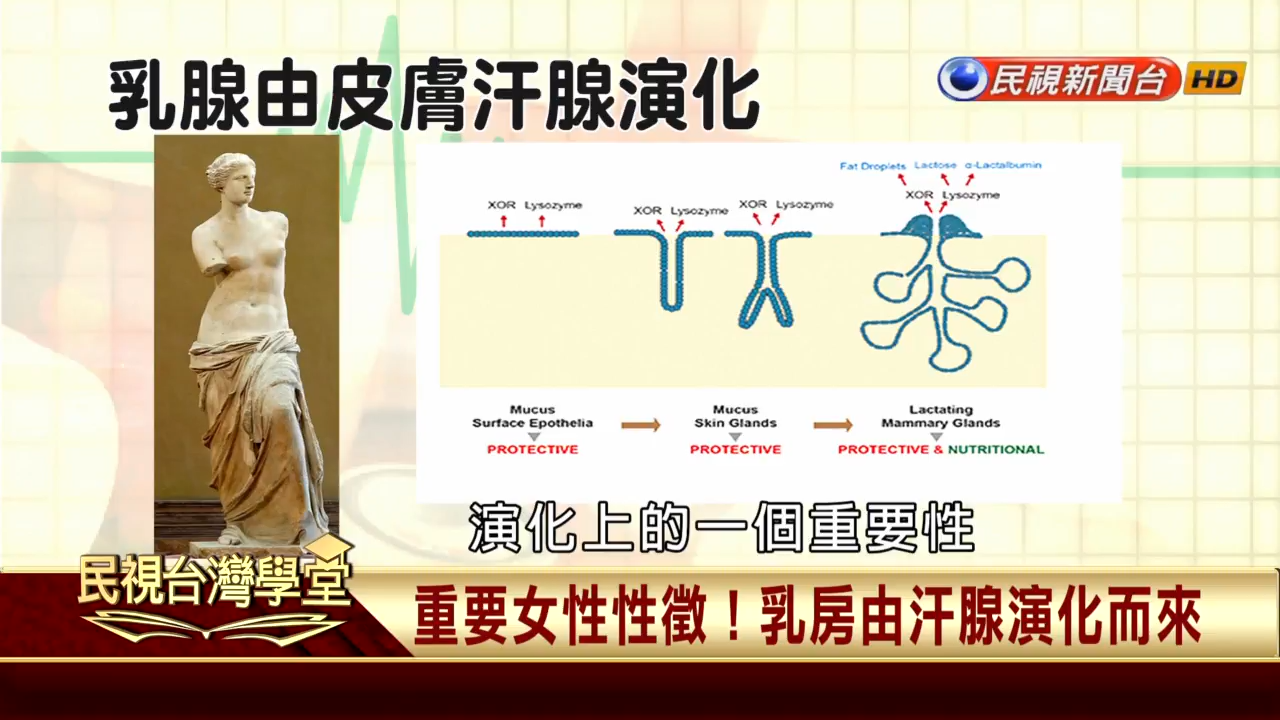 乳腺由皮膚汗腺演化
民視新聞台 HD
Fat Droplets Lactose α-Lactalbumin
XOR Lysozyme
XOR Lysozyme
XOR Lysozyme
XOR Lysozyme
Mucus
Surface Epothelia
PROTECTIVE
Mucus
Skin Glands
PROTECTIVE
Lactating
Mammary Glands
PROTECTIVE & NUTRITIONAL
演化上的一個重要性
民視台灣學堂
重要女性性徵!乳房由汗腺演化而來